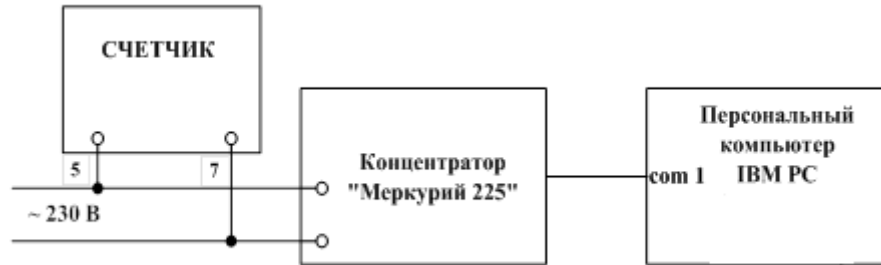 СЧЕТЧИК
5
7
~ 230 В
Концентратор
"Меркурий 225"
com 1
Персональный
компьютер
IBM PC